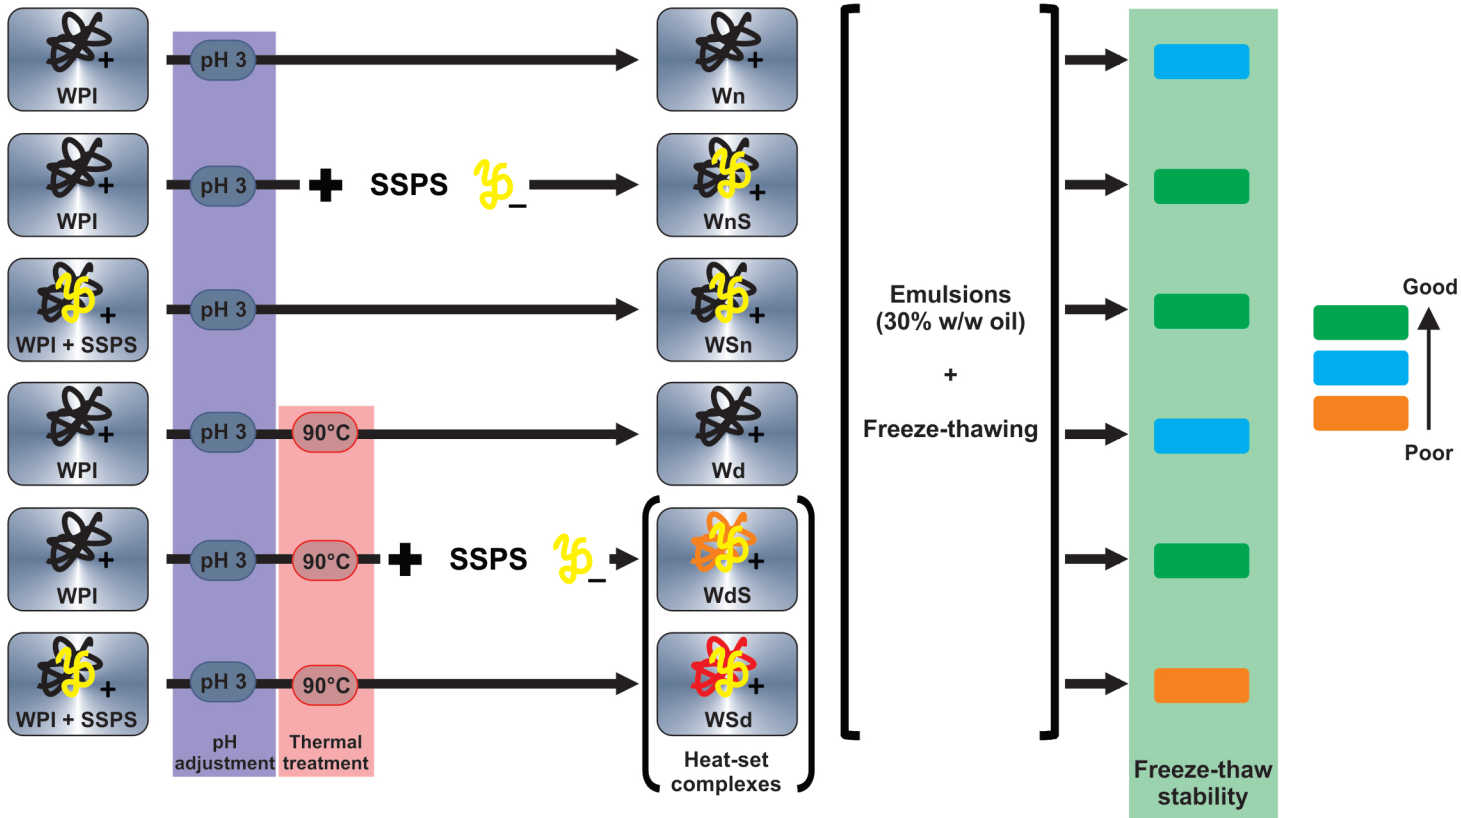 WPI +
pH 3
Wn +
WPI +
pH 3
+ SSPS _
WnS +
WPI + SSPS +
pH 3
WSn +
Emulsions
(30% w/w oil)
+
Freeze-thawing
Good
Poor
WPI +
pH 3
90°C
Wd +
WPI +
pH 3
90°C
+ SSPS _
WdS +
WPI + SSPS +
pH 3
90°C
WSd +
pH
adjustment
Thermal
treatment
Heat-set
complexes
Freeze-thaw
stability